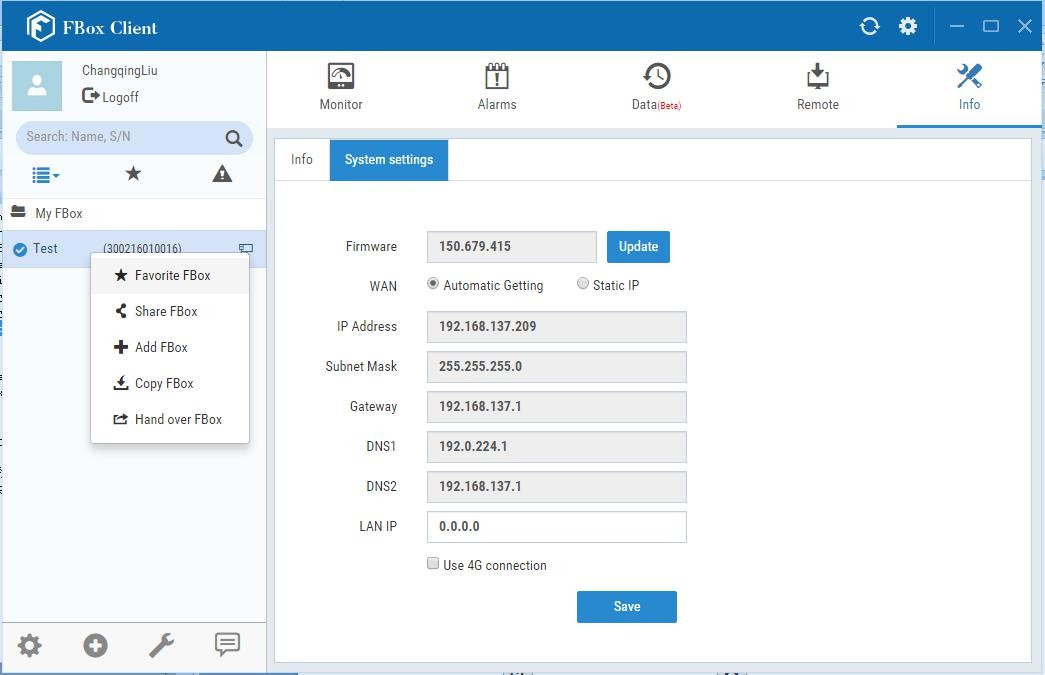 FBox Client
ChangqingLiu
Logoff
Search: Name, S/N
My FBox
Test (300216010016)
Favorite FBox
Share FBox
Add FBox
Copy FBox
Hand over FBox
Monitor
Alarms
Data(Beta)
Remote
Info
Info
System settings
Firmware 150.679.415 Update
WAN Automatic Getting Static IP
IP Address 192.168.137.209
Subnet Mask 255.255.255.0
Gateway 192.168.137.1
DNS1 192.0.224.1
DNS2 192.168.137.1
LAN IP 0.0.0.0
Use 4G connection
Save